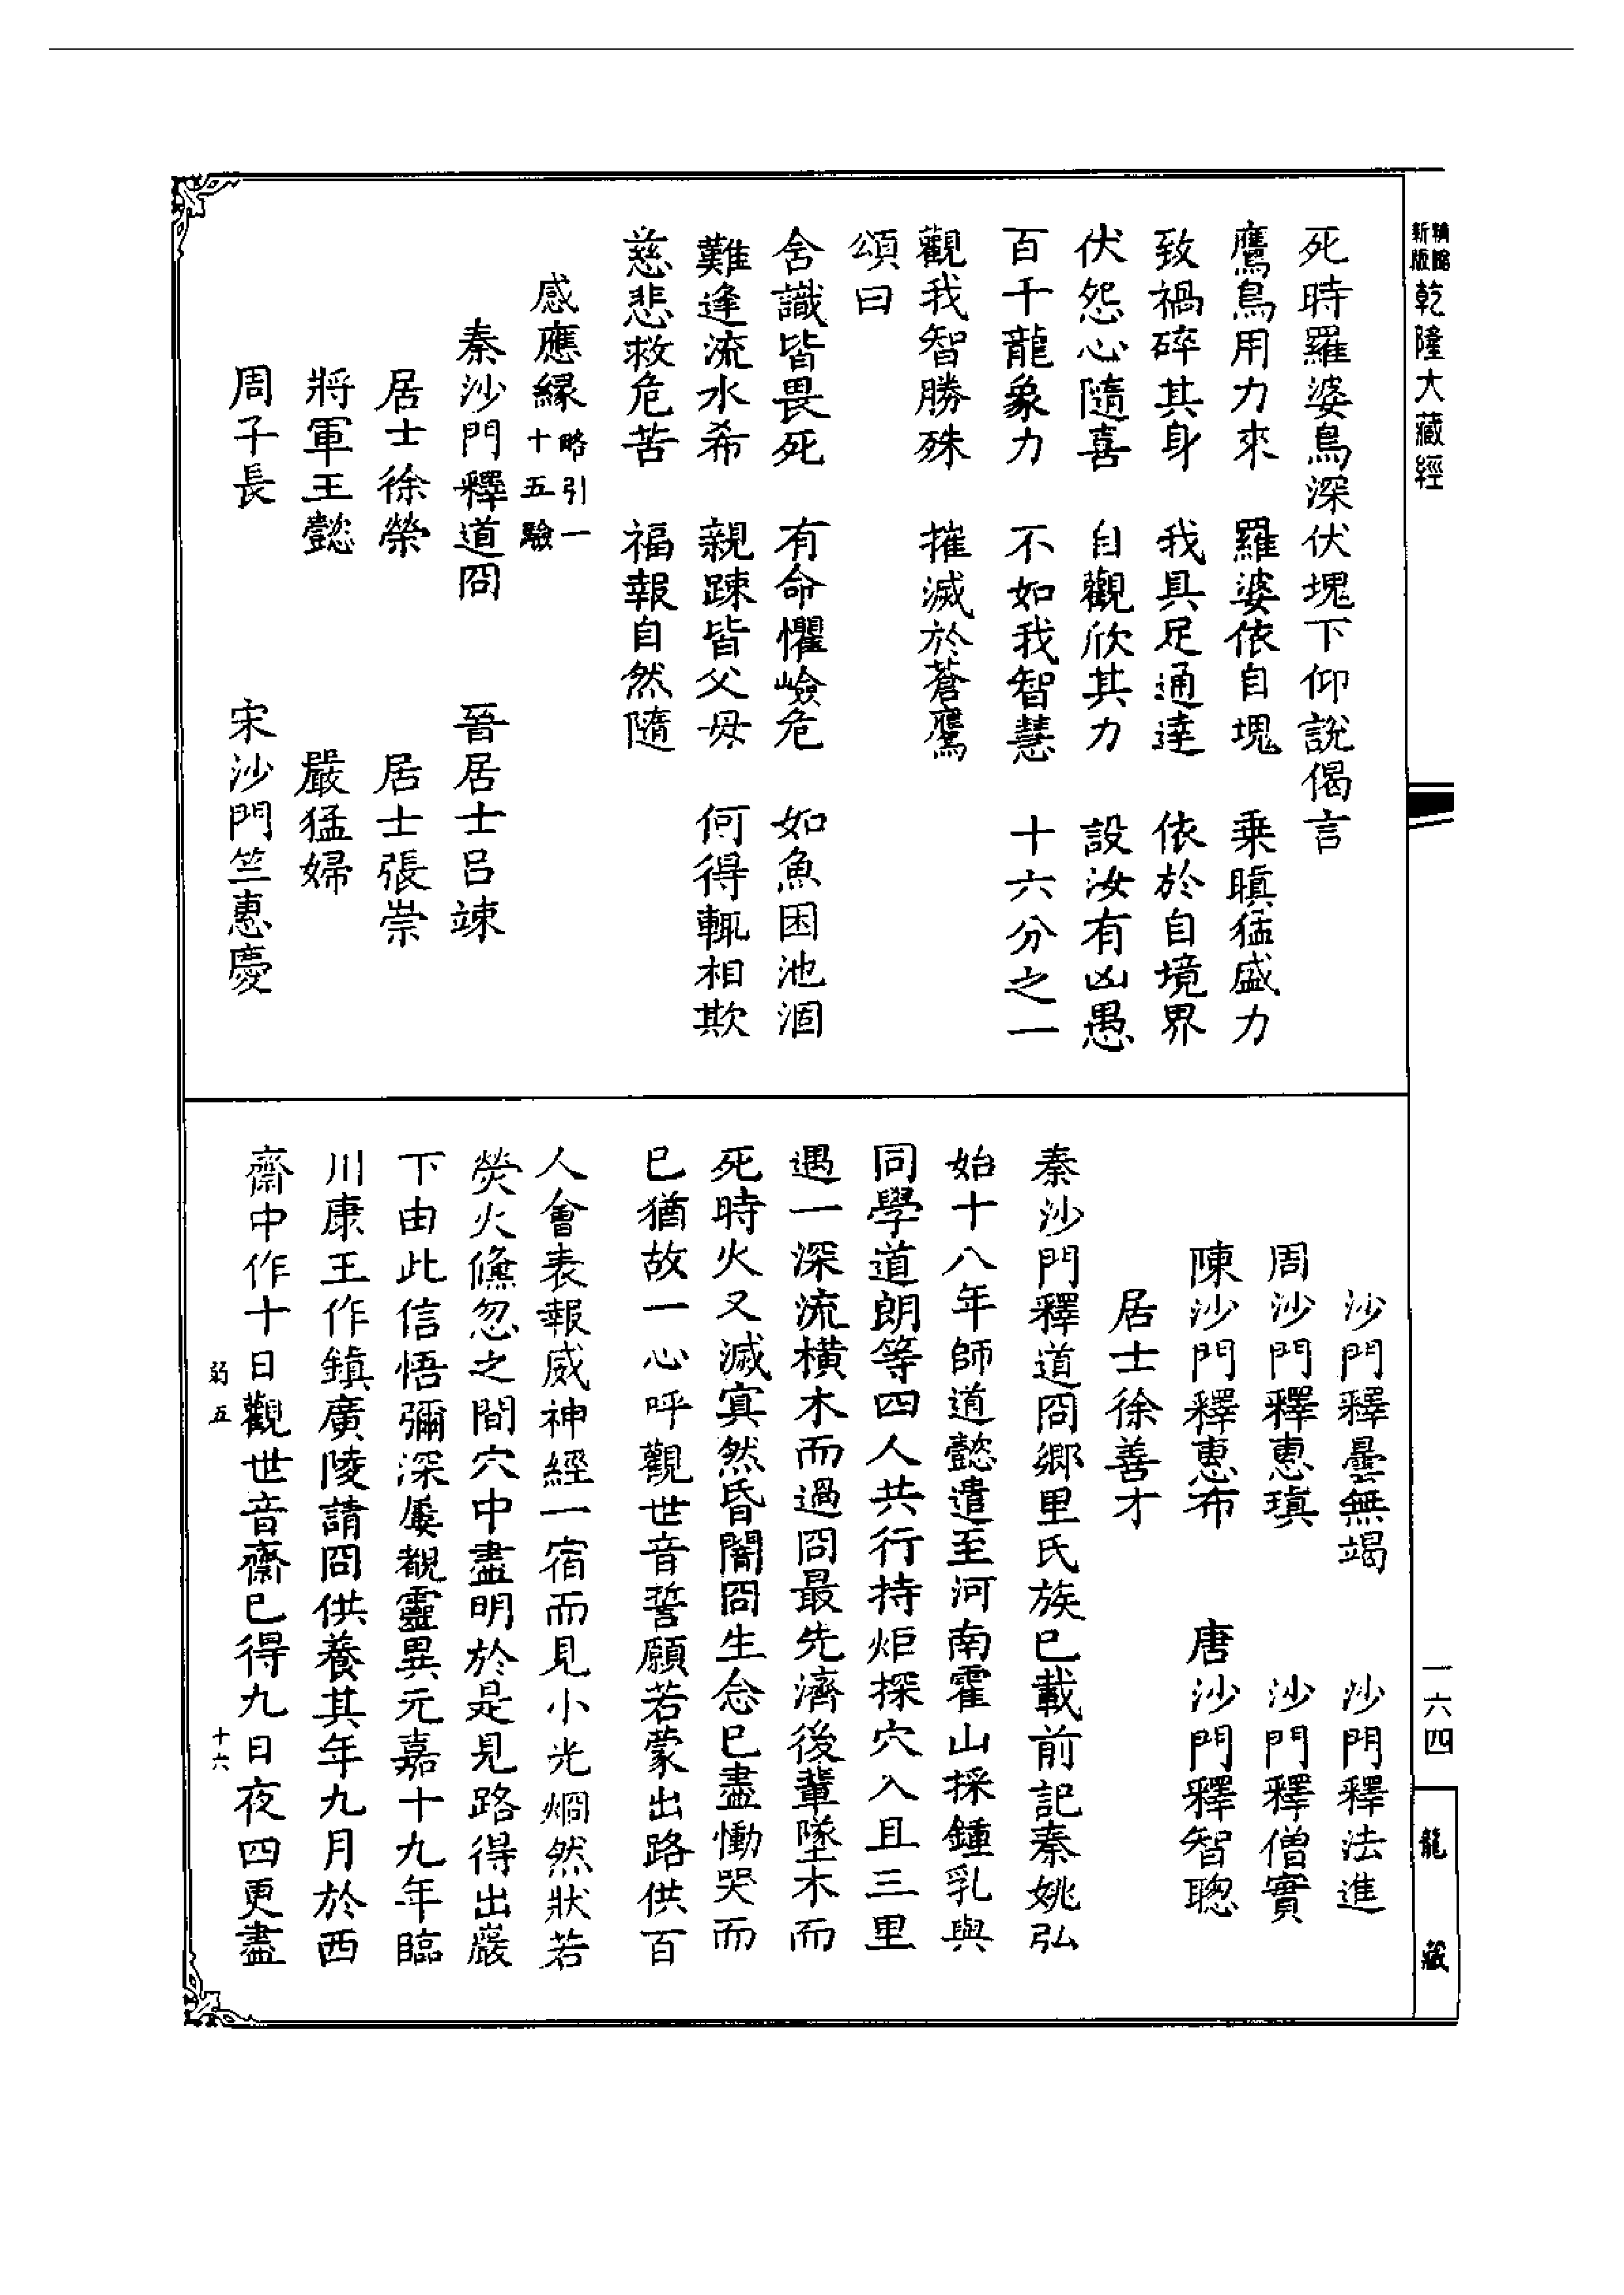 新版
精縮
乾隆大藏經
一六四
龍藏
死時羅婆鳥深伏塊下仰說偈言
鷹鳥用力來　羅婆依自塊　乗瞋猛盛力
致禍碎其身　我具足通達　依於自境界
伏怨心隨喜　自觀欣其力　設汝有凶愚
百千龍象力　不如我智慧　十六分之一
觀我智勝殊　摧滅於蒼鷹
頌曰
含識皆畏死　有命懼嶮危　如魚困池涸
難逢流水希　親踈皆父母　何得輒相欺
慈悲救危苦　福報自然隨
感應緣略引一十五驗
秦沙門釋道冏　晉居士呂竦
居士徐榮　居士張崇
將軍王懿　嚴猛婦
周子長　宋沙門竺惠慶
沙門釋曇無竭　沙門釋法進
周沙門釋惠瑱　沙門釋僧實
陳沙門釋惠布　唐沙門釋智聰
居士徐善才
秦沙門釋道冏鄉里氏族已載前記秦姚弘
始十八年師道懿遣至河南霍山採鍾乳與
同學道朗等四人共行持炬探穴入且三里
遇一深流橫木而過冏最先濟後輩墜木而
死時火又滅寘然昏闇冏生念已盡慟哭而
已猶故一心呼觀世音誓願若蒙出路供百
人會表報威神經一宿而見小光烱然狀若
熒火儵忽之間穴中盡明於是見路得出巖
下由此信悟彌深屢覩靈異元嘉十九年臨
川康王作鎮廣陵請冏供養其年九月於西
齋中作十日觀世音齋已得九日夜四更盡
弱五
十六